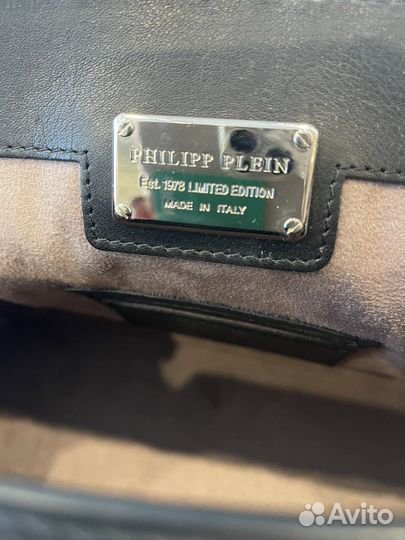 PHILIPP PLEIN
Est. 1978 LIMITED EDITION
MADE IN ITALY
Avito